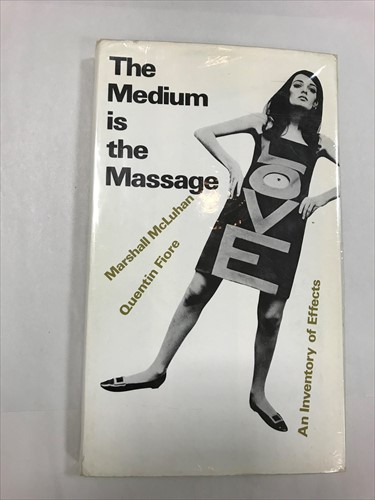 The
Medium
is
the
Massage
Marshall McLuhan
Quentin Fiore
LOVE
An Inventory of Effects